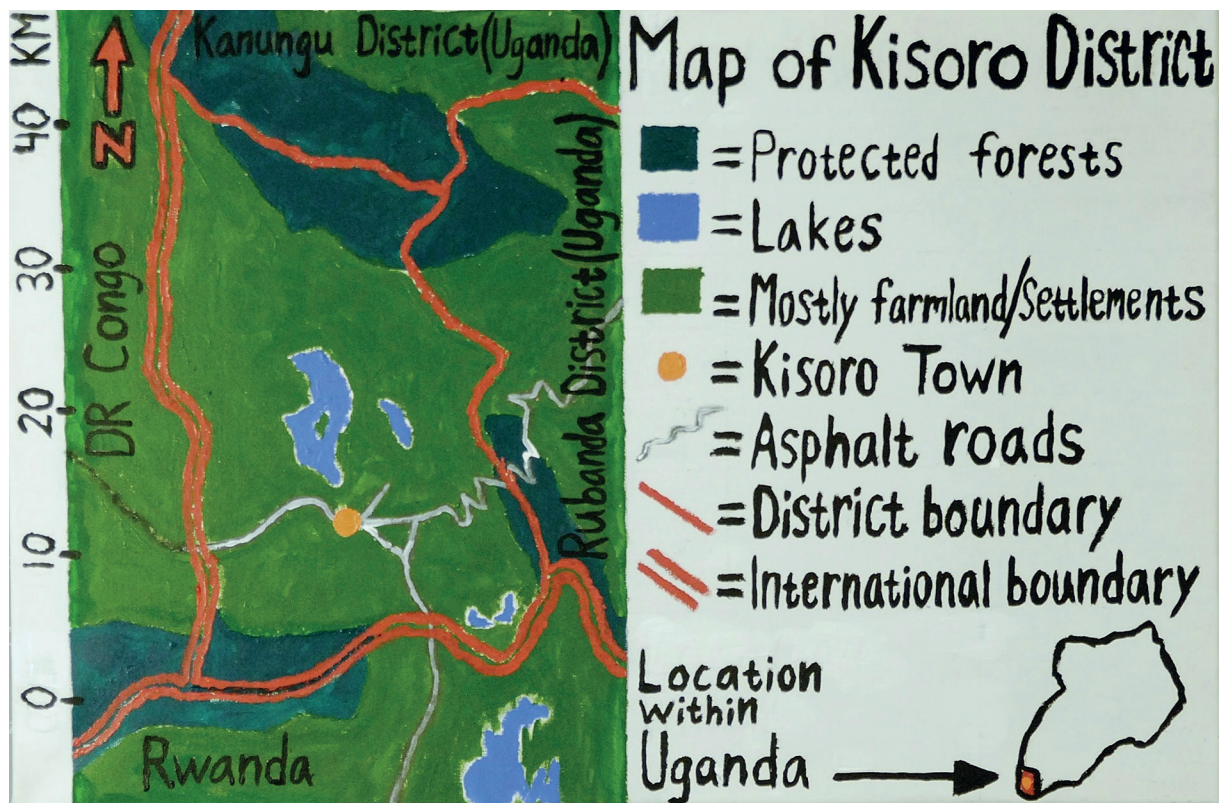 Map of Kisoro District
= Protected forests
= Lakes
= Mostly farmland/Settlements
= Kisoro Town
= Asphalt roads
= District boundary
= International boundary
Location
within
Uganda
KM
40
30
20
10
0
N
Kanungu District(Uganda)
Rubanda District(Uganda)
DR Congo
Rwanda